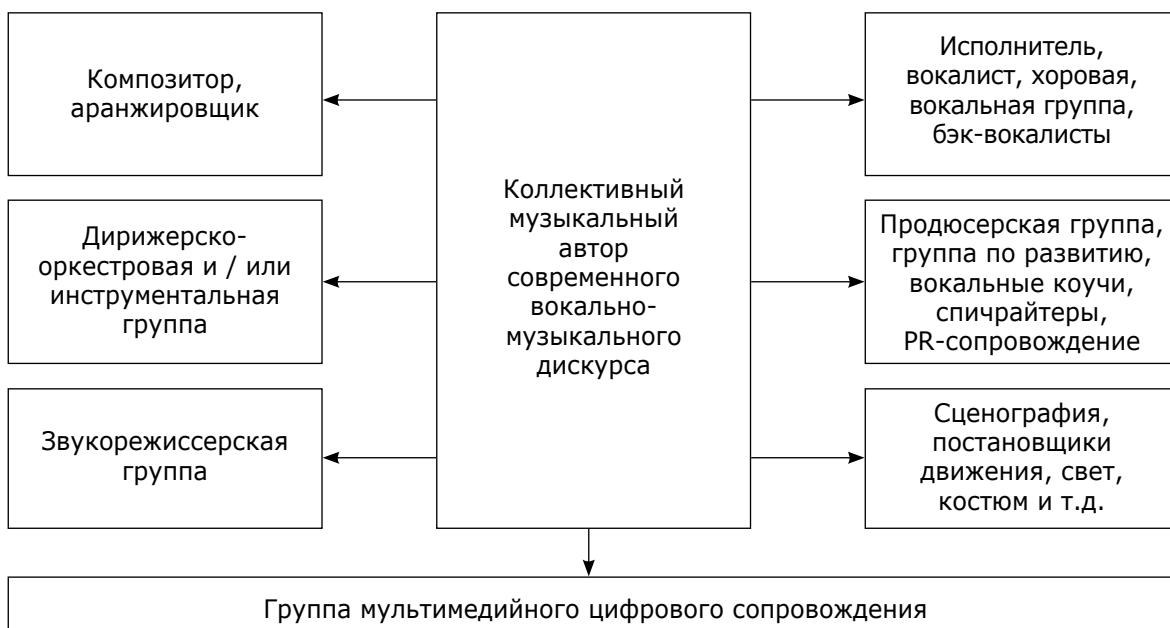 Композитор,
аранжировщик
Дирижерско-
оркестровая и / или
инструментальная
группа
Звукорежиссерская
группа
Коллективный
музыкальный
автор
современного
вокально-
музыкального
дискурса
Исполнитель,
вокалист, хоровая,
вокальная группа,
бэк-вокалисты
Продюсерская группа,
группа по развитию,
вокальные коучи,
спичрайтеры,
PR-сопровождение
Сценография,
постановщики
движения, свет,
костюм и т.д.
Группа мультимедийного цифрового сопровождения